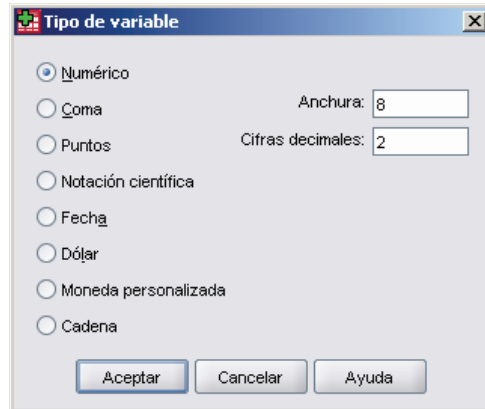 Tipo de variable
Numérico
Coma
Anchura: 8
Puntos
Cifras decimales: 2
Notación científica
Fecha
Dólar
Moneda personalizada
Cadena
Aceptar Cancelar Ayuda